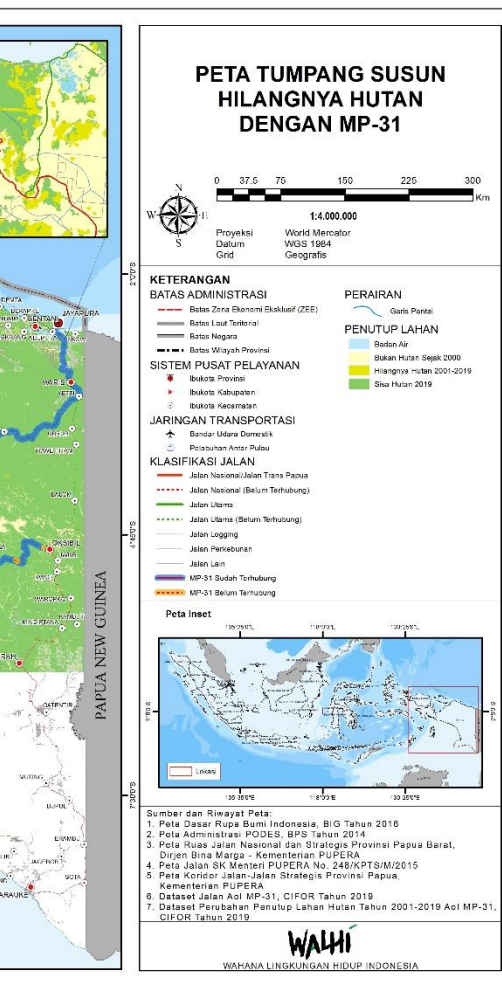 PETA TUMPANG SUSUN
HILANGNYA HUTAN
DENGAN MP-31
0 37.5 75 150 225 300
Km
N
W E
S
1:4.000.000
Proyeksi World Mercator
Datum WGS 1984
Grid Geografis
KETERANGAN
BATAS ADMINISTRASI
Batas Zona Ekonomi Eksklusif (ZEE)
Batas Laut Teritorial
Batas Negara
Batas Wilayah Provinsi
SISTEM PUSAT PELAYANAN
Ibukota Provinsi
Ibukota Kabupaten
Ibukota Kecamatan
JARINGAN TRANSPORTASI
Bandar Udara Domestik
Pelabuhan Antar Pulau
KLASIFIKASI JALAN
Jalan Nasional/Jalan Trans Papua
Jalan Nasional (Belum Terhubung)
Jalan Utama
Jalan Utama (Belum Terhubung)
Jalan Logging
Jalan Perkebunan
Jalan Lain
MP-31 Sudah Terhubung
MP-31 Belum Terhubung
PERAIRAN
Garis Pantai
PENUTUP LAHAN
Badan Air
Bukan Hutan Sejak 2000
Hilangnya Hutan 2001-2019
Sisa Hutan 2019
Peta Inset
Lokasi
Sumber dan Riwayat Peta:
1. Peta Dasar Rupa Bumi Indonesia, BIG Tahun 2016
2. Peta Administrasi PODES, BPS Tahun 2014
3. Peta Ruas Jalan Nasional dan Strategis Provinsi Papua Barat,
Dirjen Bina Marga - Kementerian PUPERA
4. Peta Jalan SK Menteri PUPERA No. 248/KPTS/M/2015
5. Peta Koridor Jalan-Jalan Strategis Provinsi Papua,
Kementerian PUPERA
6. Dataset Jalan AoI MP-31, CIFOR Tahun 2019
7. Dataset Perubahan Penutup Lahan Hutan Tahun 2001-2019 AoI MP-31,
CIFOR Tahun 2019
WALHI
WAHANA LINGKUNGAN HIDUP INDONESIA
JAYAPURA
SENTANI
WARIS
OKSIBIL
PAPUA NEW GUINEA
MUTING
BUPUL
ERAMBU
JAGEBOB
SOTA